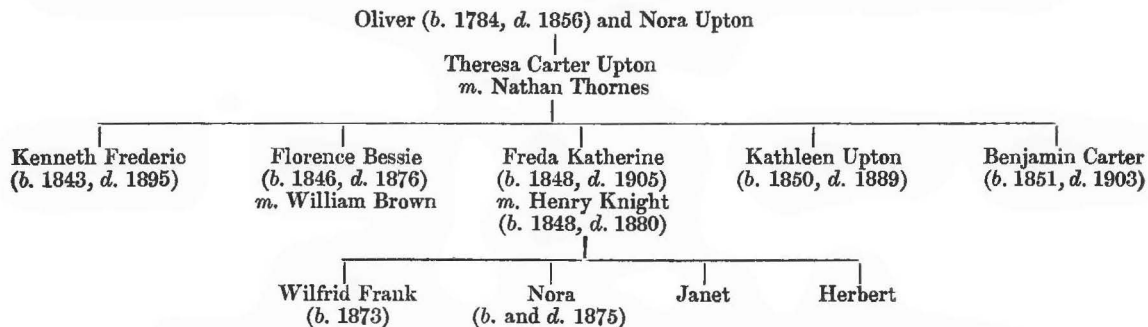 Oliver (b. 1784, d. 1856) and Nora Upton
Theresa Carter Upton
m. Nathan Thornes
Kenneth Frederic Florence Bessie Freda Katherine Kathleen Upton Benjamin Carter
(b. 1843, d. 1895) (b. 1846, d. 1876) (b. 1848, d. 1905) (b. 1850, d. 1889) (b. 1851, d. 1903)
m. William Brown m. Henry Knight
(b. 1848, d. 1880)
Wilfrid Frank Nora Janet Herbert
(b. 1873) (b. and d. 1875)